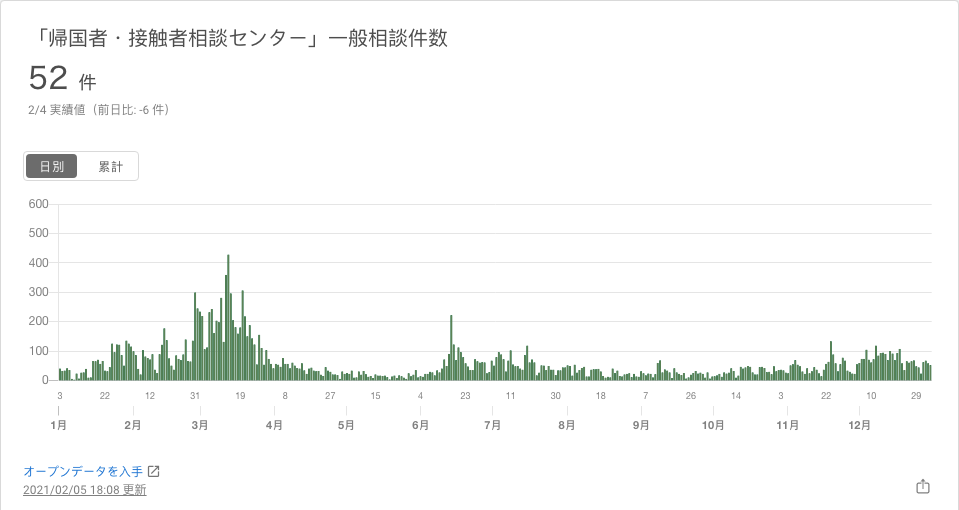 「帰国者・接触者相談センター」一般相談件数
52 件
2/4 実績値（前日比: -6 件）
日別 累計
600
500
400
300
200
100
0
3 22 12 31 19 8 27 15 4 23 11 30 18 7 26 14 3 22 10 29
1月 2月 3月 4月 5月 6月 7月 8月 9月 10月 11月 12月
オープンデータを入手
2021/02/05 18:08 更新